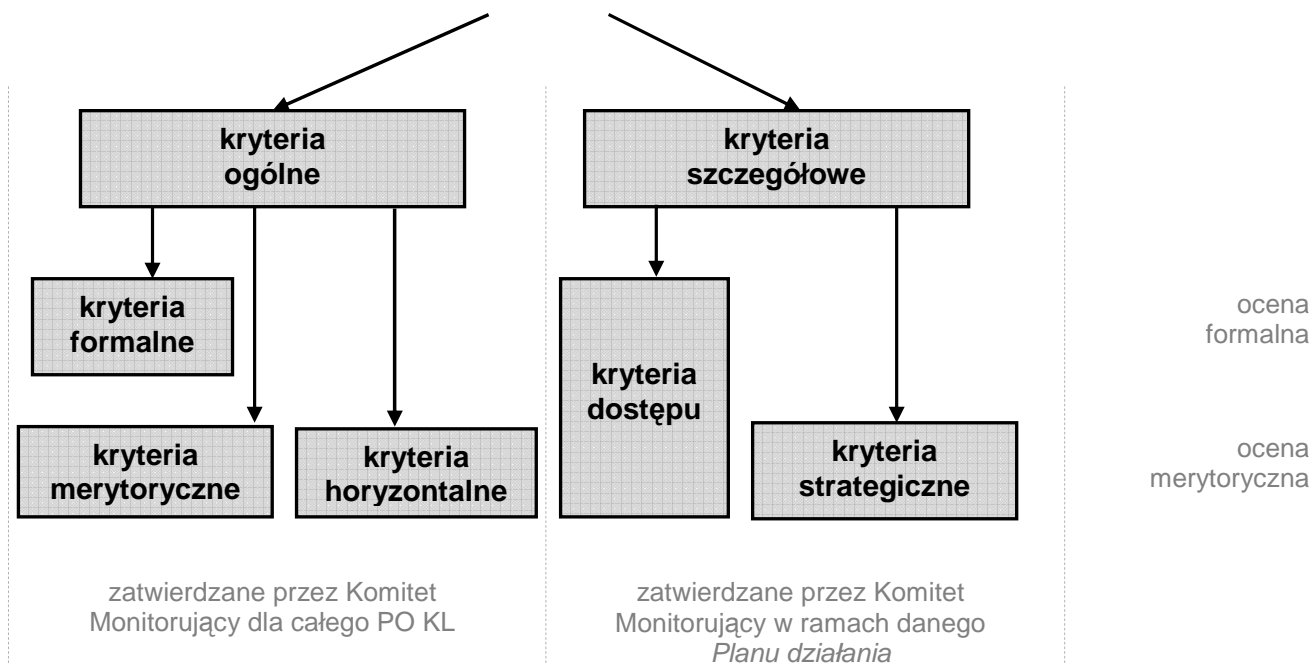 kryteria
ogólne
kryteria
szczegółowe
kryteria
formalne
kryteria
dostępu
ocena
formalna
kryteria
merytoryczne
kryteria
horyzontalne
kryteria
strategiczne
ocena
merytoryczna
zatwierdzane przez Komitet
Monitorujący dla całego PO KL
zatwierdzane przez Komitet
Monitorujący w ramach danego
Planu działania